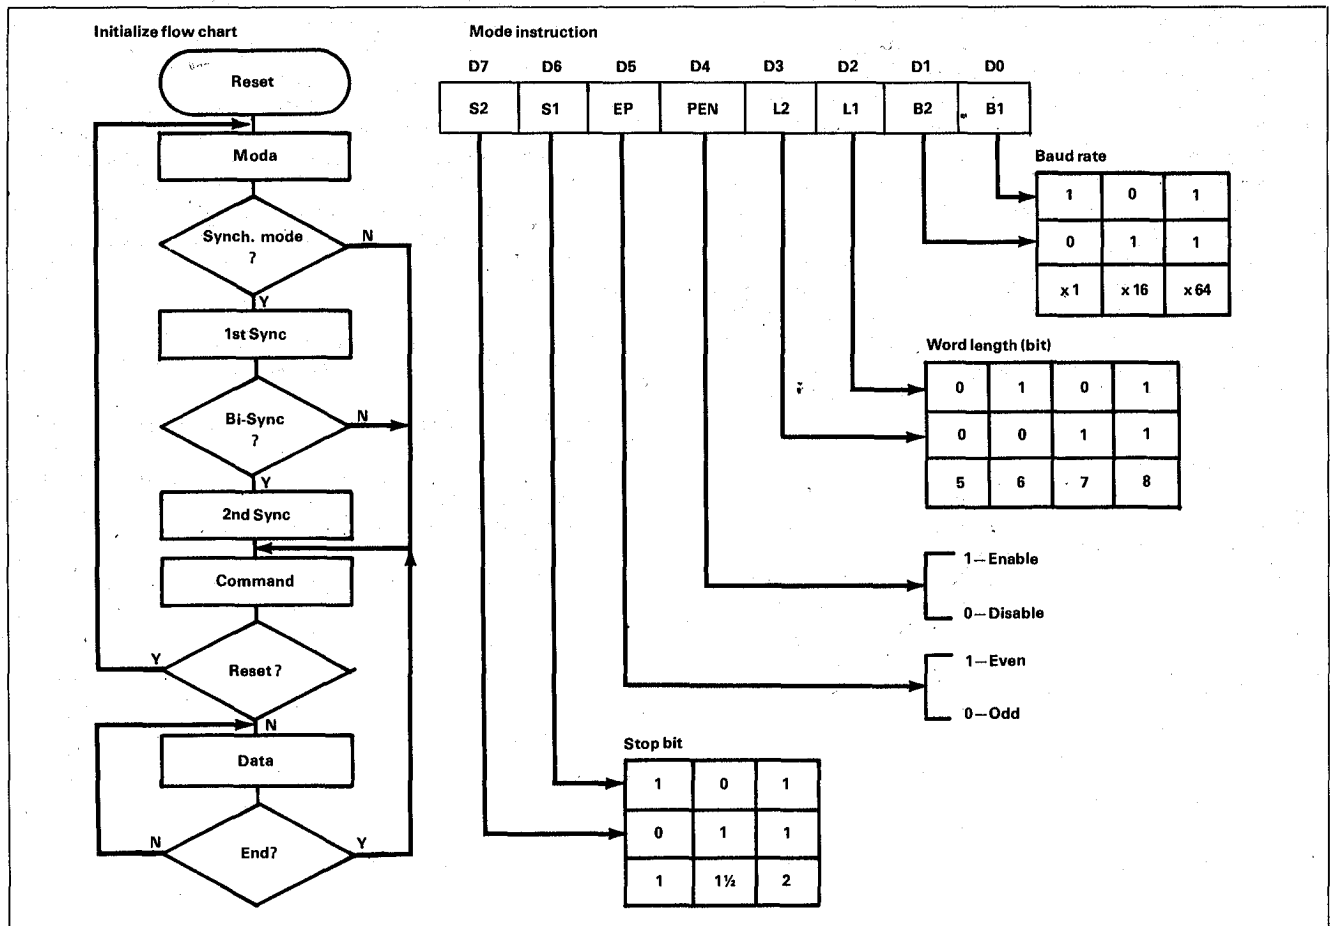 Initialize flow chart
Reset
Moda
Synch. mode
?
N
Y
1st Sync
Bi-Sync
?
N
Y
2nd Sync
Command
Reset?
Y
N
Data
End?
N
Y
Mode instruction
D7 D6 D5 D4 D3 D2 D1 D0
S2 S1 EP PEN L2 L1 B2 B1
Baud rate
1 0 1
0 1 1
x 1 x 16 x 64
Word length (bit)
0 1 0 1
0 0 1 1
5 6 7 8
1—Enable
0—Disable
1—Even
0—Odd
Stop bit
1 0 1
0 1 1
1 1½ 2